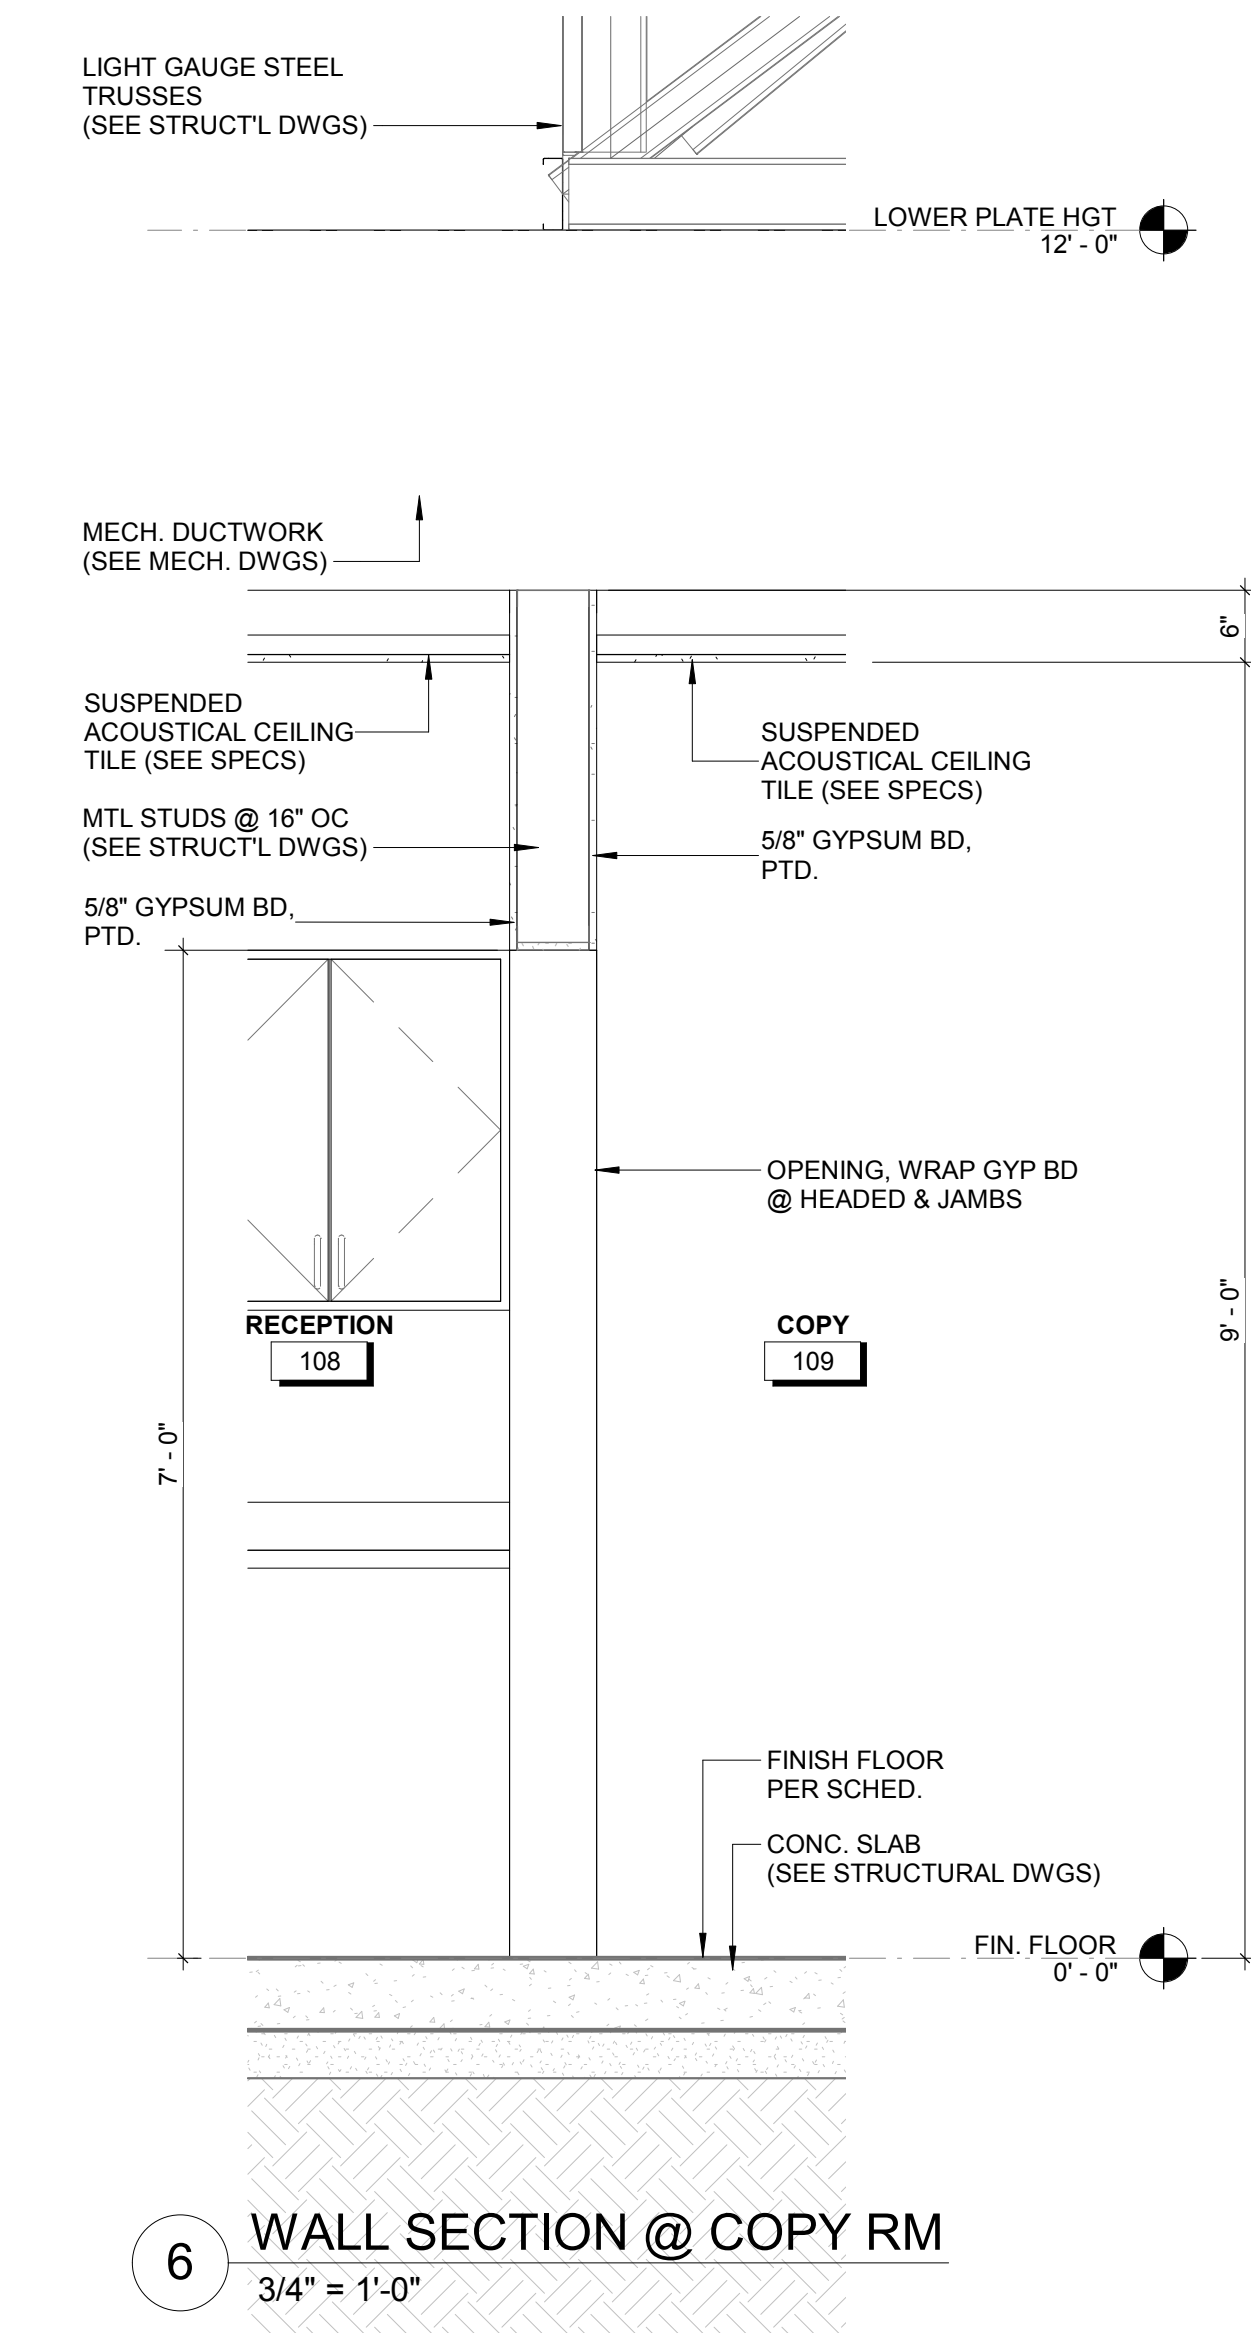 LIGHT GAUGE STEEL
TRUSSES
(SEE STRUCT'L DWGS)
LOWER PLATE HGT
12' - 0"
MECH. DUCTWORK
(SEE MECH. DWGS)
6"
SUSPENDED
ACOUSTICAL CEILING
TILE (SEE SPECS)
SUSPENDED
ACOUSTICAL CEILING
TILE (SEE SPECS)
MTL STUDS @ 16" OC
(SEE STRUCT'L DWGS)
5/8" GYPSUM BD,
PTD.
5/8" GYPSUM BD,
PTD.
OPENING, WRAP GYP BD
@ HEADED & JAMBS
RECEPTION
108
COPY
109
9' - 0"
7' - 0"
FINISH FLOOR
PER SCHED.
CONC. SLAB
(SEE STRUCTURAL DWGS)
FIN. FLOOR
0' - 0"
6
WALL SECTION @ COPY RM
3/4" = 1'-0"